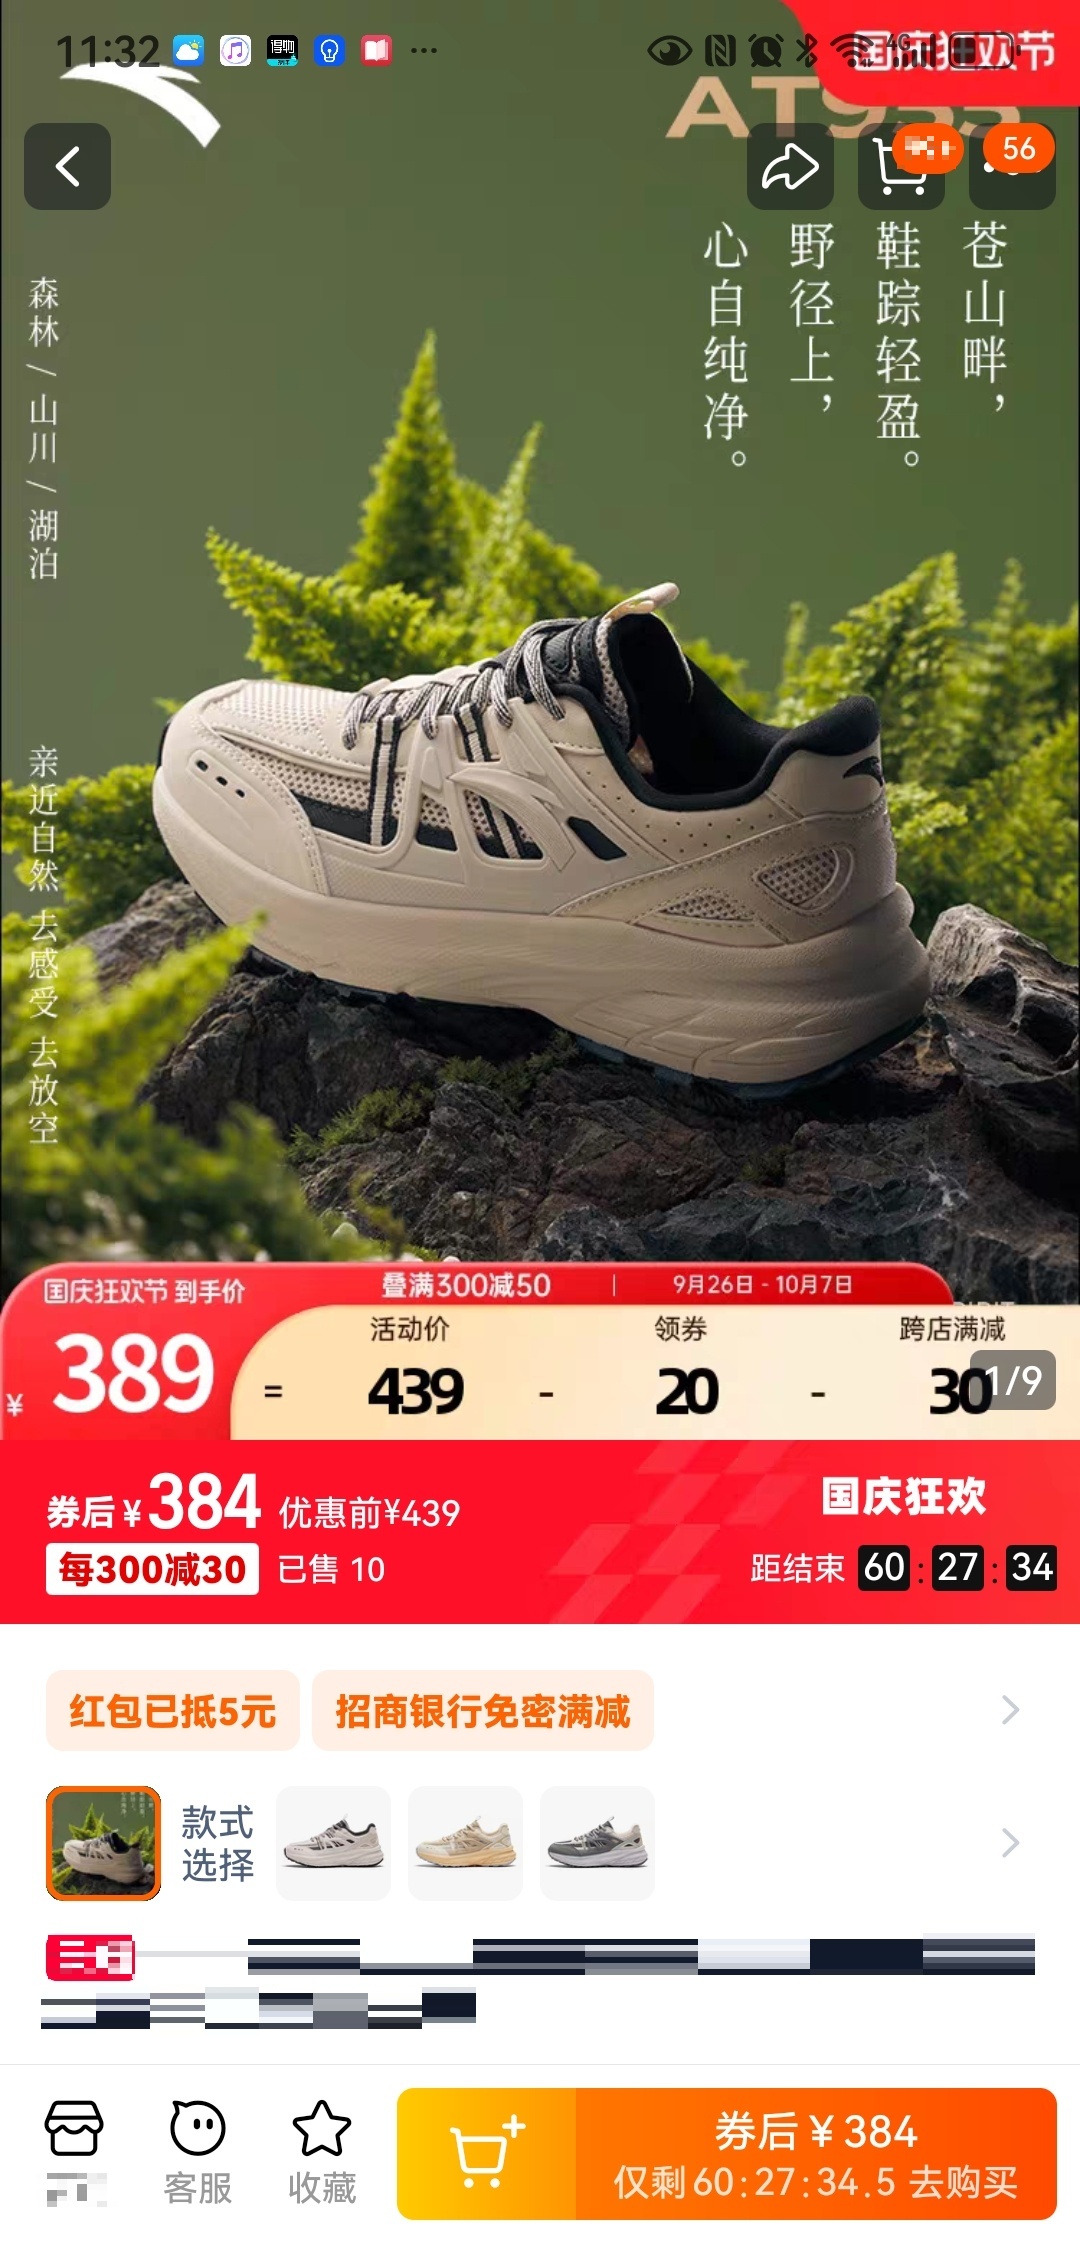 11:32
得物
4G
国庆狂欢节
AT933
56
苍山畔，
鞋踪轻盈。
野径上，
心自纯净。
森林/山川/湖泊
亲近自然 去感受 去放空
国庆狂欢节 到手价
叠满300减50 | 9月26日 - 10月7日
活动价 领券 跨店满减
¥389 = 439 - 20 - 30
1/9
券后¥384 优惠前¥439
国庆狂欢
每300减30 已售 10
距结束 60:27:34
红包已抵5元 招商银行免密满减
款式
选择
券后¥384
仅剩60:27:34.5 去购买
客服
收藏